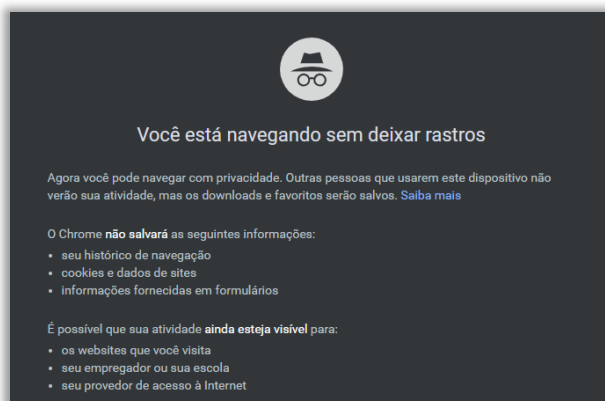 Você está navegando sem deixar rastros
Agora você pode navegar com privacidade. Outras pessoas que usarem este dispositivo não
verão sua atividade, mas os downloads e favoritos serão salvos. Saiba mais
O Chrome não salvará as seguintes informações:
• seu histórico de navegação
• cookies e dados de sites
• informações fornecidas em formulários
É possível que sua atividade ainda esteja visível para:
• os websites que você visita
• seu empregador ou sua escola
• seu provedor de acesso à Internet